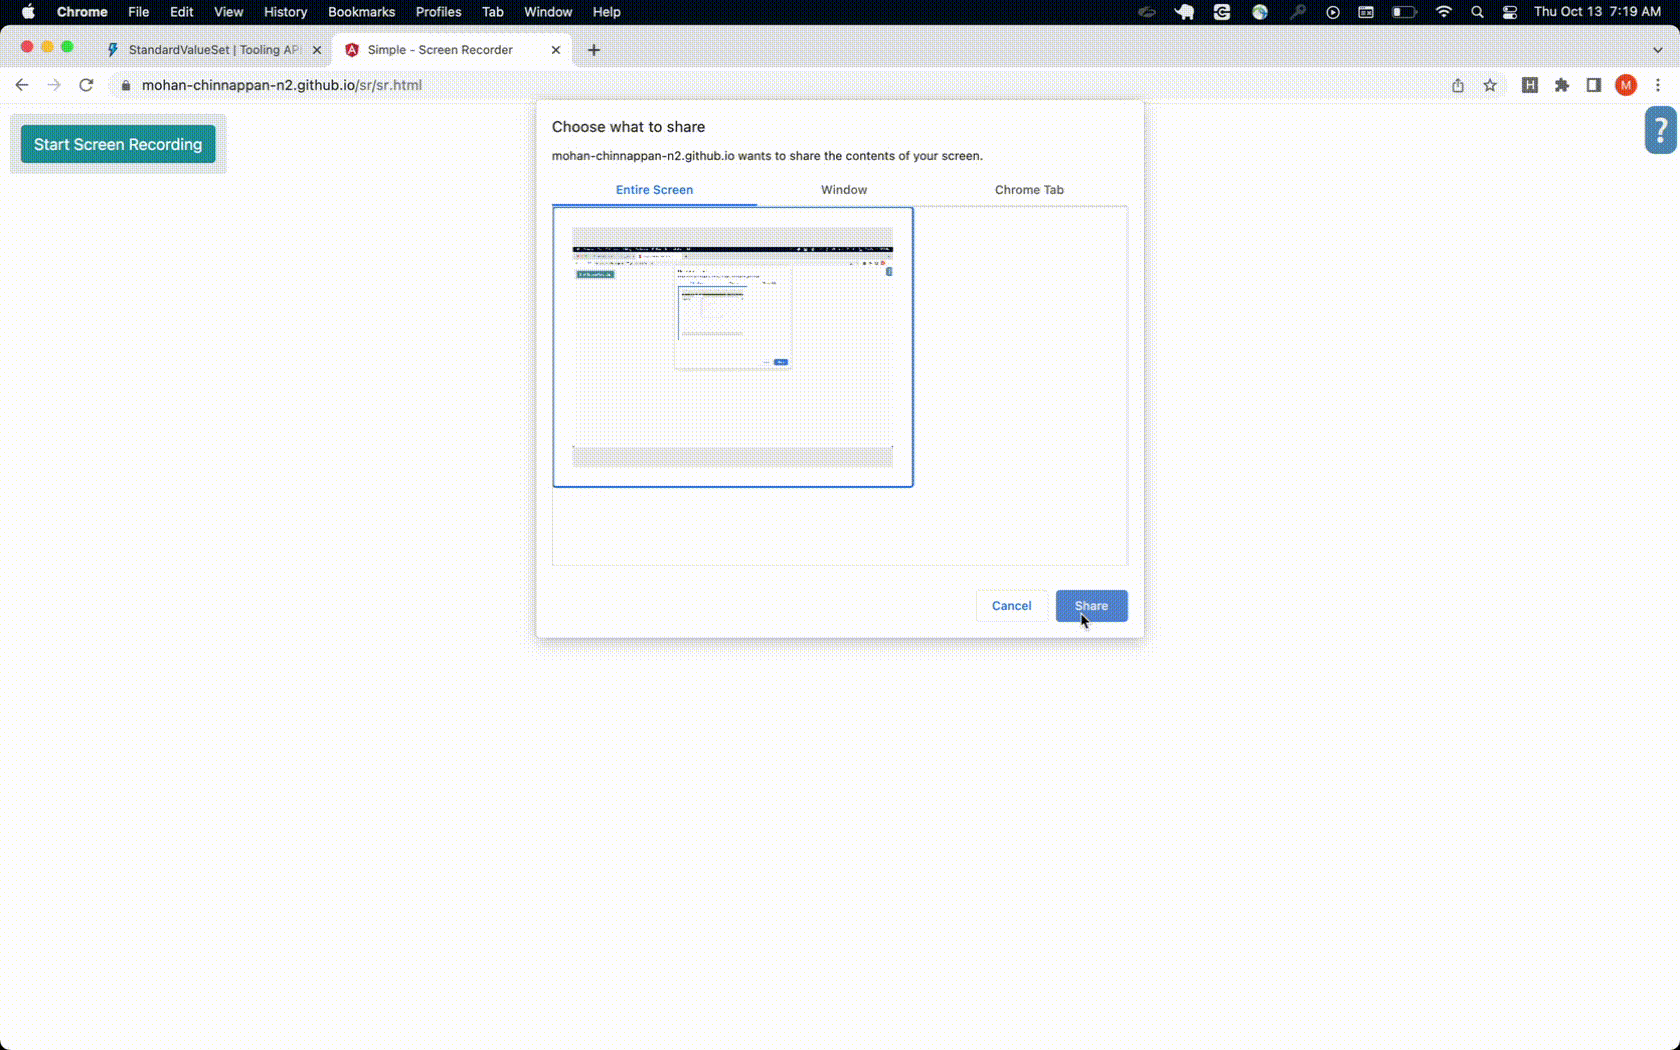 Chrome File Edit View History Bookmarks Profiles Tab Window Help Thu Oct 13 7:19 AM
StandardValueSet | Tooling AP Simple - Screen Recorder
mohan-chinnappan-n2.github.io/sr/sr.html H M
Choose what to share
Start Screen Recording ?
mohan-chinnappan-n2.github.io wants to share the contents of your screen.
Entire Screen Window Chrome Tab
Cancel Share